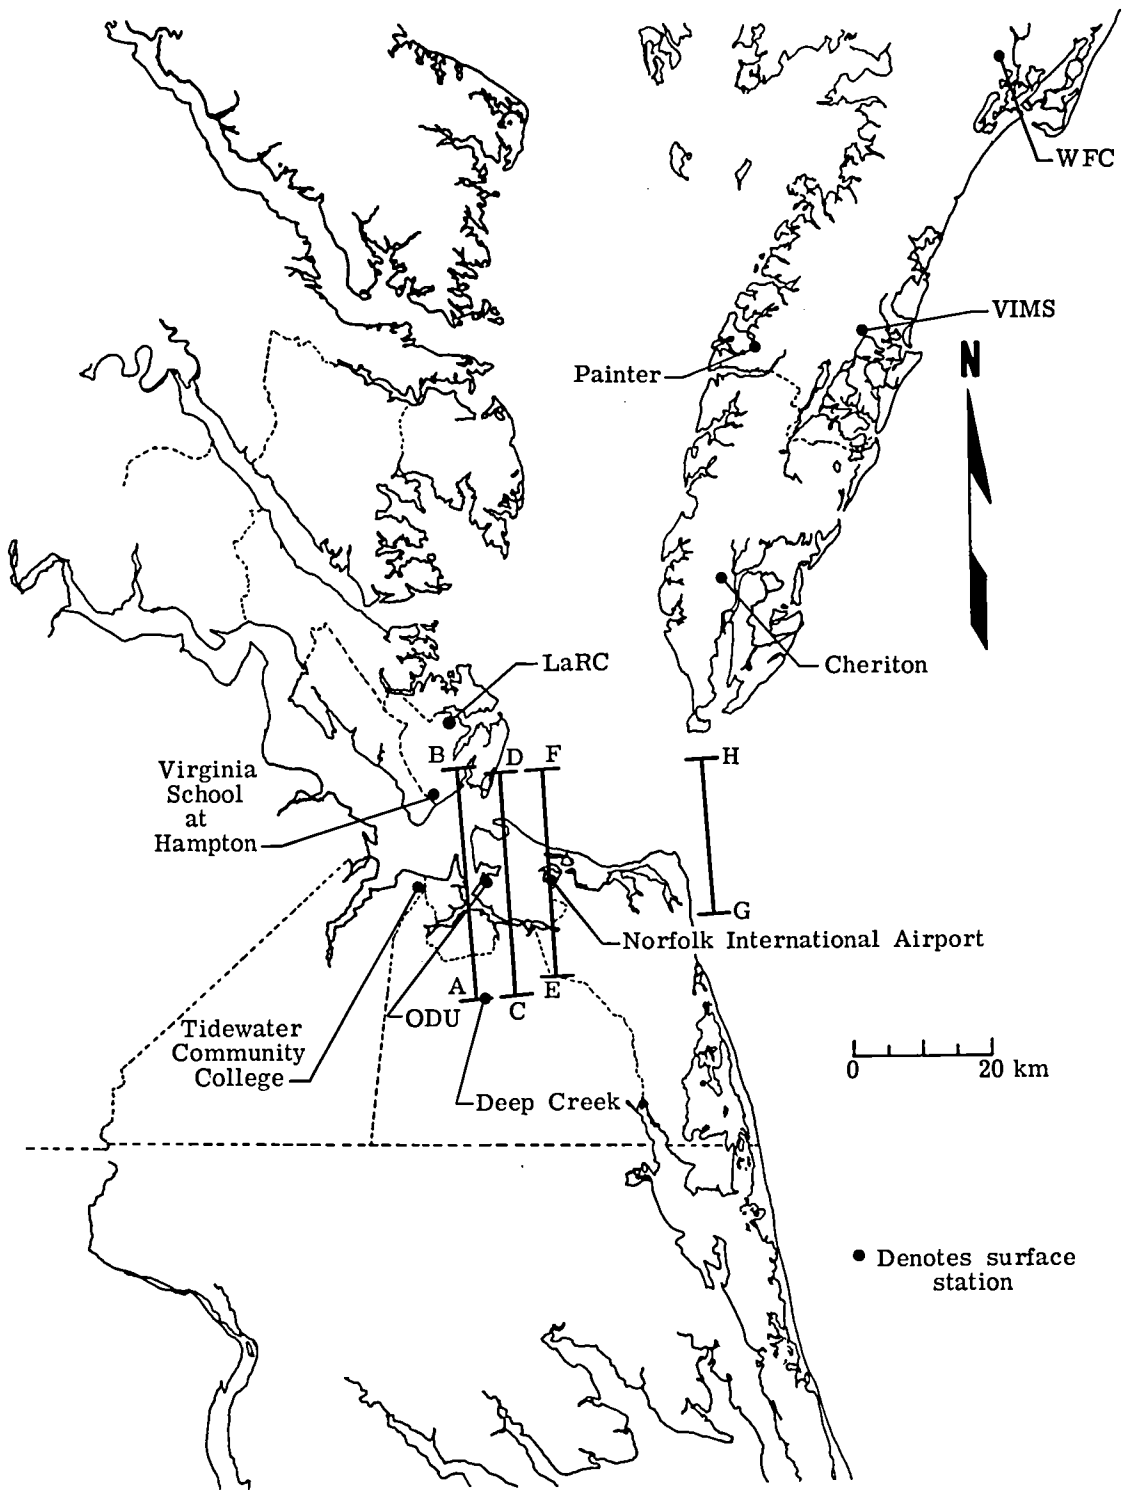 WFC
VIMS
N
Painter
LaRC
Cheriton
B
D
F
H
Virginia
School
at
Hampton
G
Norfolk International Airport
A
C
E
ODU
Tidewater
Community
College
0
20 km
Deep Creek
Denotes surface
station